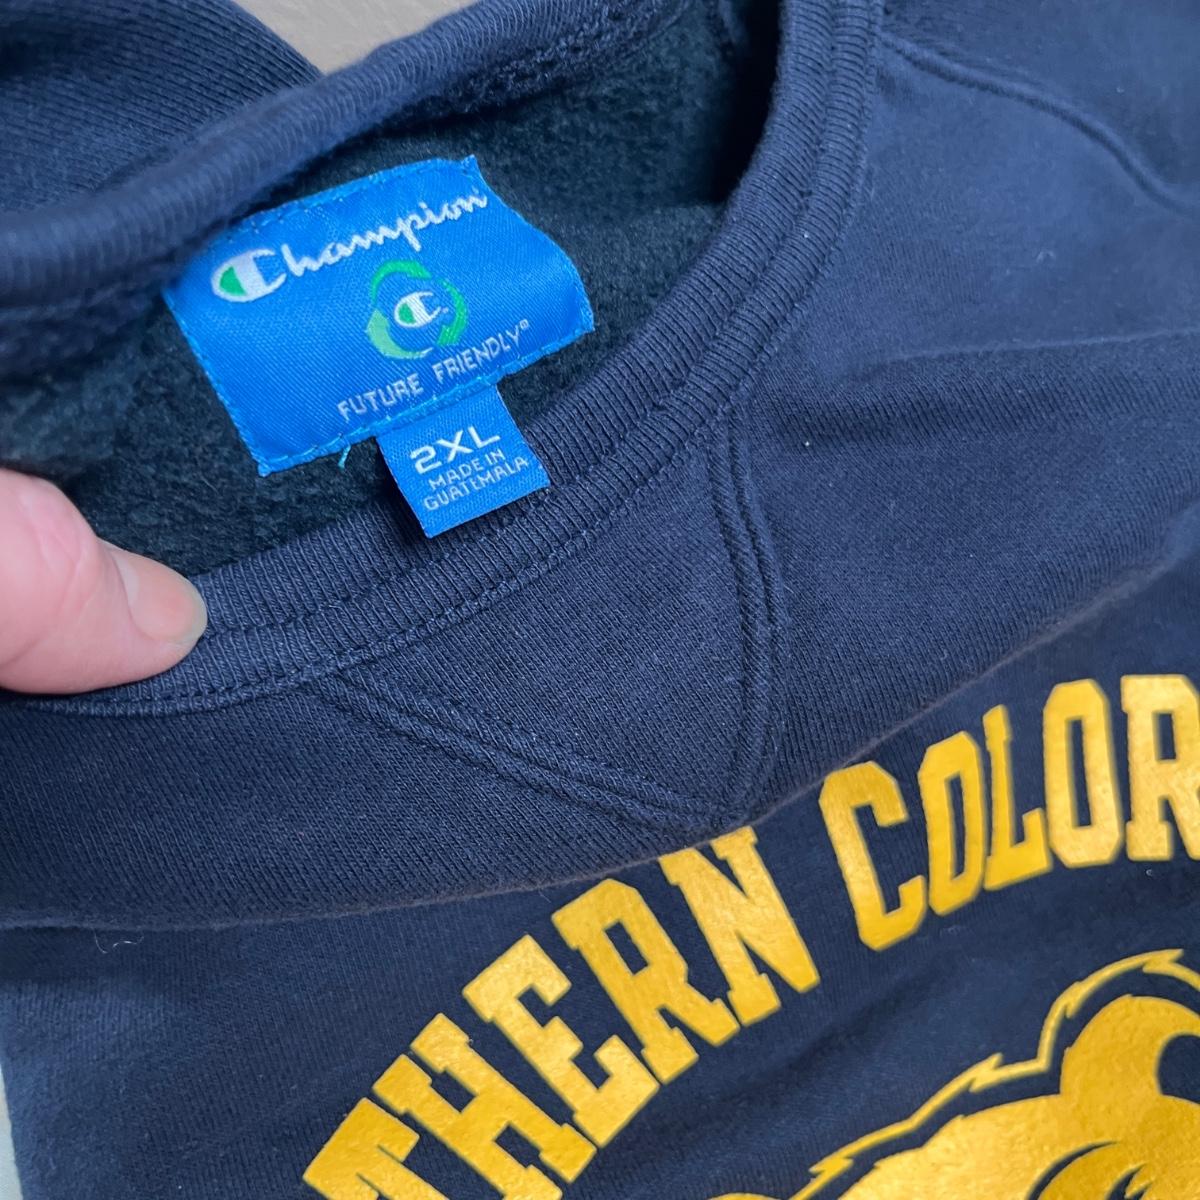 Champion
C
FUTURE FRIENDLY®
2XL
MADE IN
GUATEMALA
THERN COLOR